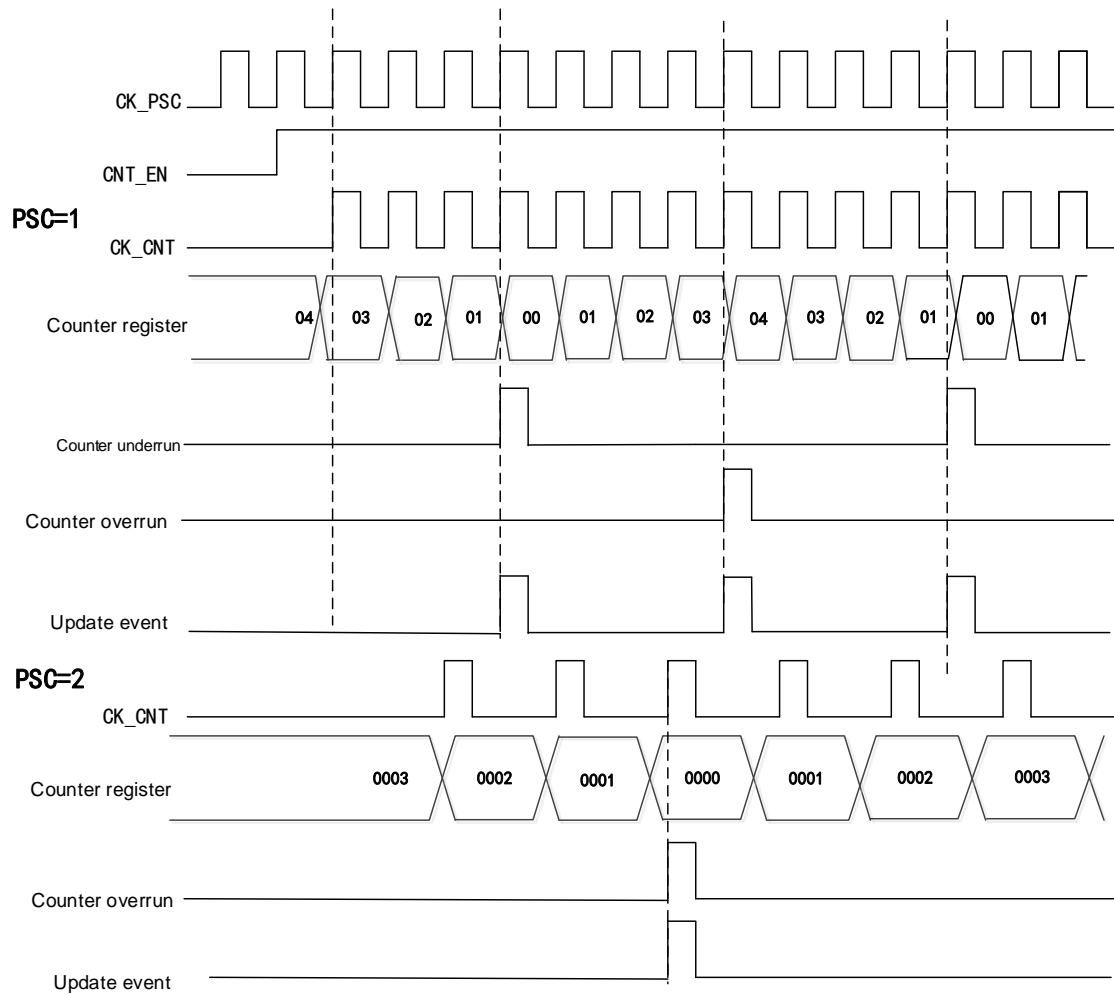 CK_PSC
CNT_EN
PSC=1
CK_CNT
Counter register 04 03 02 01 00 01 02 03 04 03 02 01 00 01
Counter underrun
Counter overrun
Update event
PSC=2
CK_CNT
Counter register 0003 0002 0001 0000 0001 0002 0003
Counter overrun
Update event